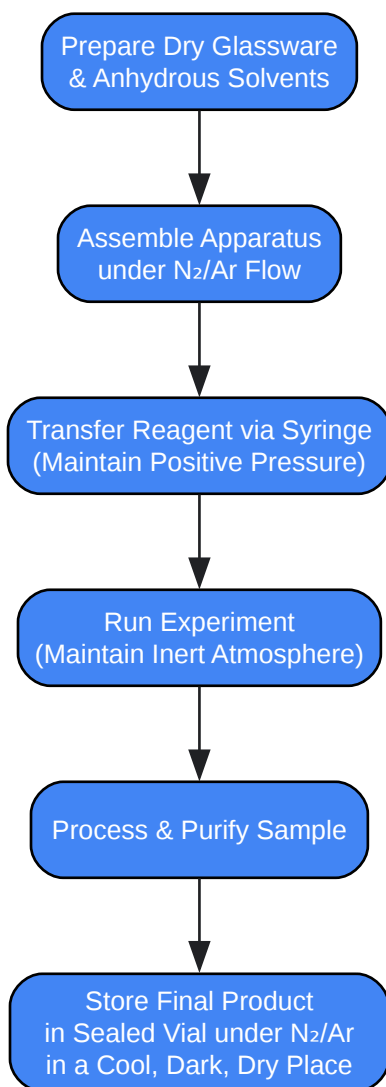 Prepare Dry Glassware
& Anhydrous Solvents
Assemble Apparatus
under N₂/Ar Flow
Transfer Reagent via Syringe
(Maintain Positive Pressure)
Run Experiment
(Maintain Inert Atmosphere)
Process & Purify Sample
Store Final Product
in Sealed Vial under N₂/Ar
in a Cool, Dark, Dry Place